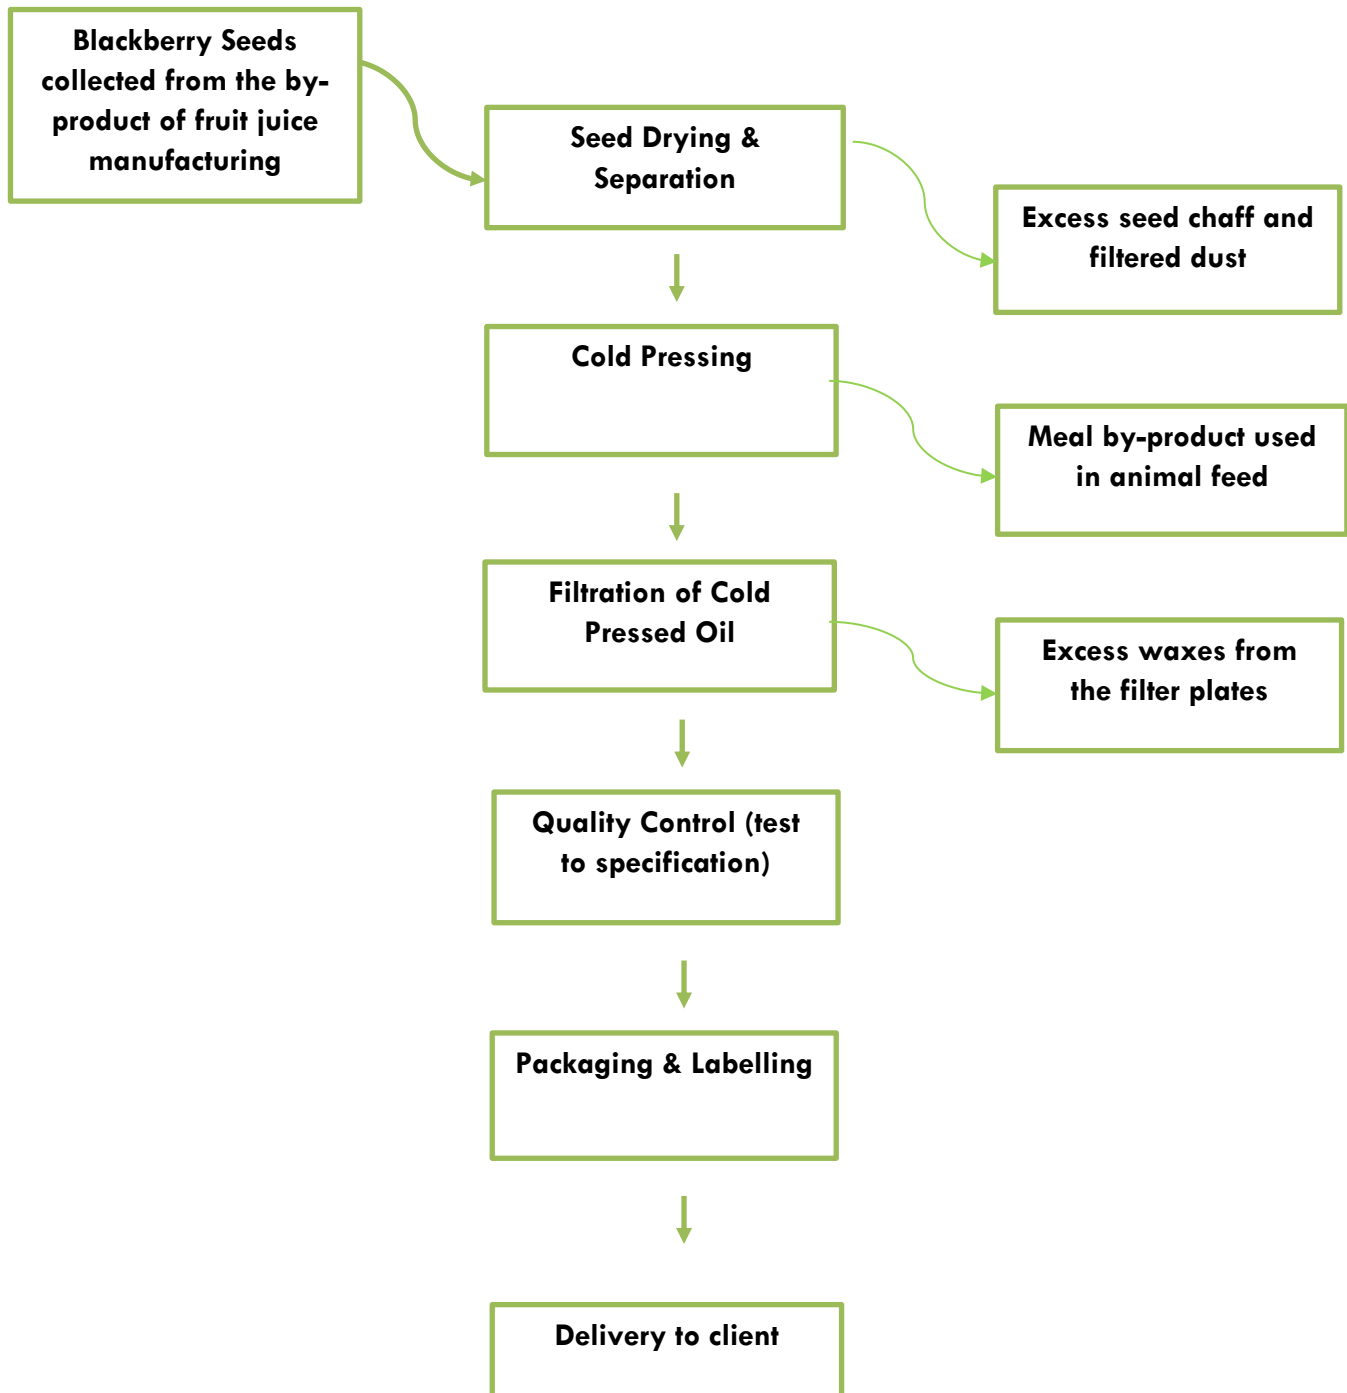 Blackberry Seeds
collected from the by-
product of fruit juice
manufacturing
Seed Drying &
Separation
Excess seed chaff and
filtered dust
Cold Pressing
Meal by-product used
in animal feed
Filtration of Cold
Pressed Oil
Excess waxes from
the filter plates
Quality Control (test
to specification)
Packaging & Labelling
Delivery to client